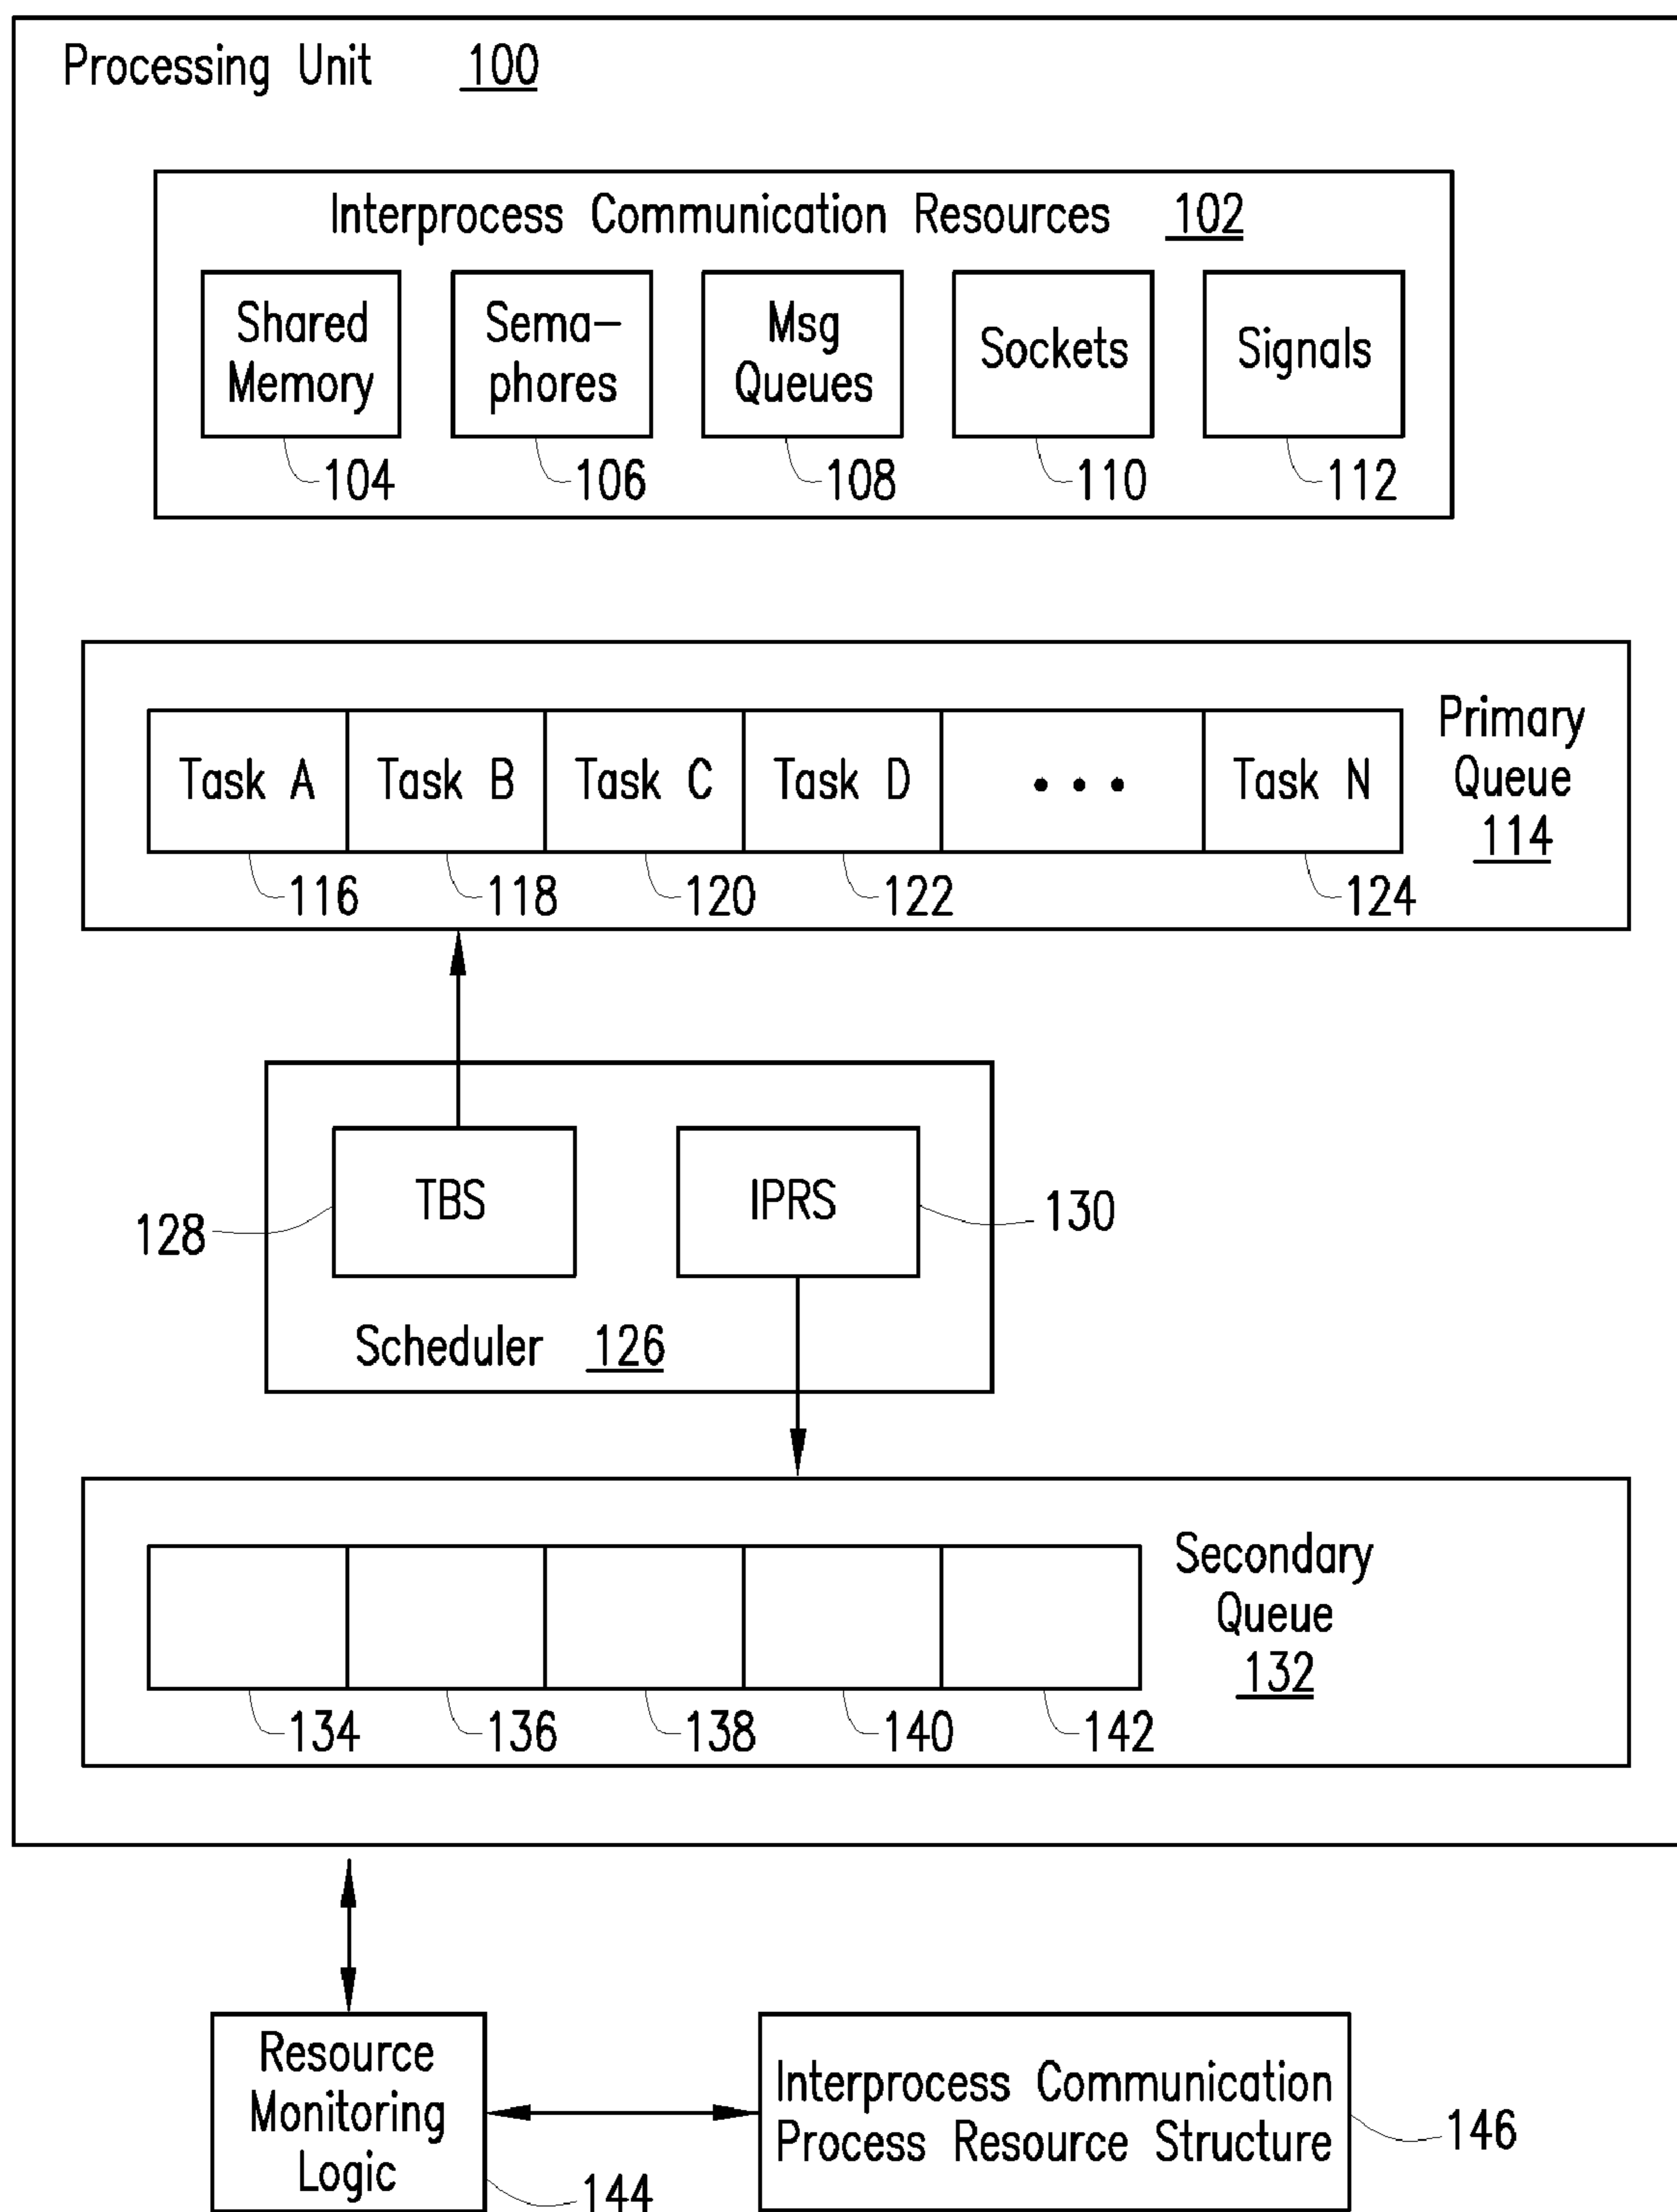 Processing Unit 100
Interprocess Communication Resources 102
Shared Memory
Sema-
phores
Msg Queues
Sockets
Signals
104 106 108 110 112
Task A Task B Task C Task D • • • Task N
Primary Queue 114
116 118 120 122 124
TBS
IPRS
128
130
Scheduler 126
Secondary Queue 132
134 136 138 140 142
Resource
Monitoring
Logic
144
Interprocess Communication
Process Resource Structure
146